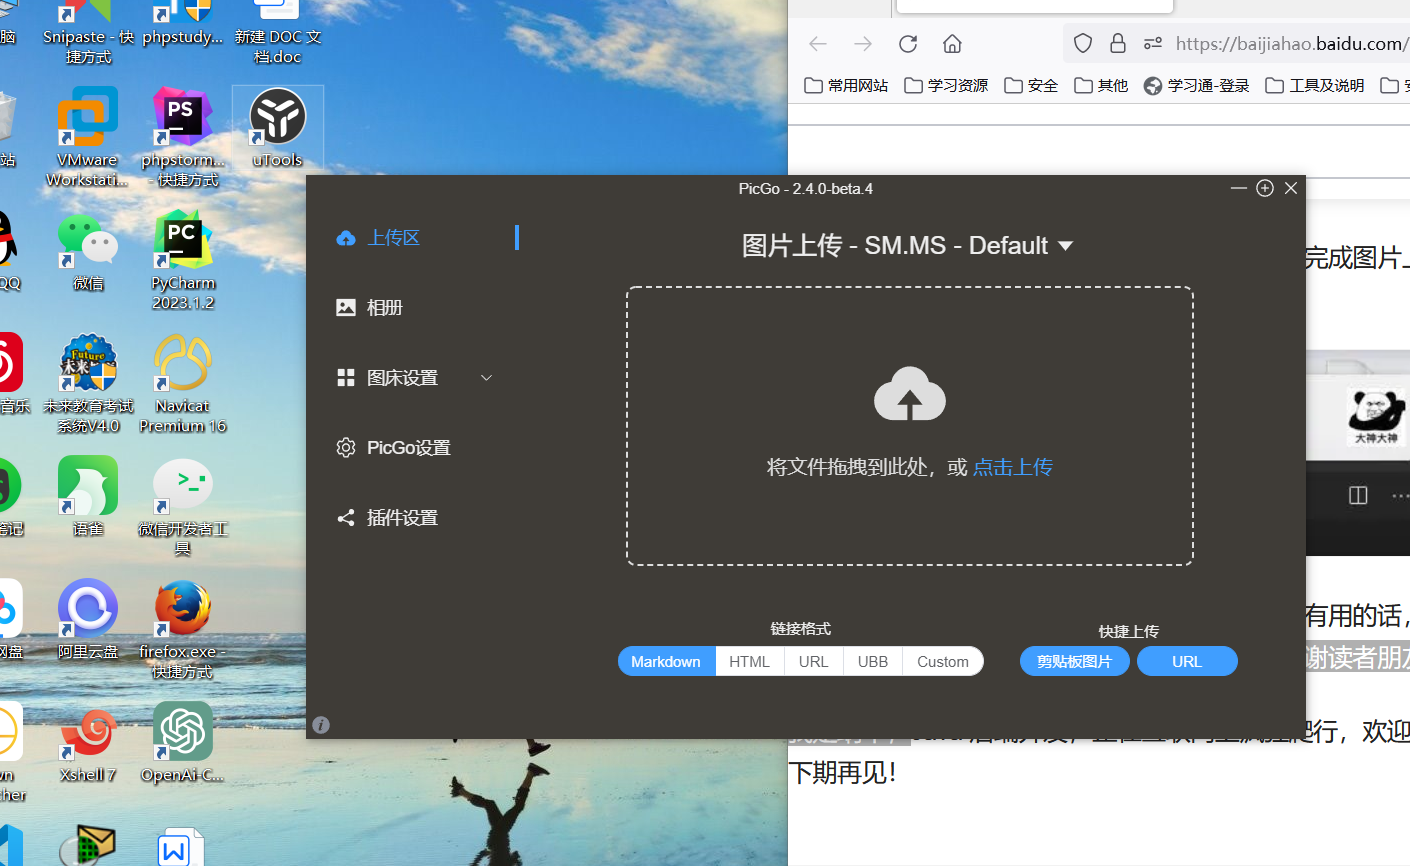 脑
Snipaste - 快
捷方式
phpstudy...
新建 DOC 文
档.doc
站
VMware
Workstati...
PS
phpstorm...
- 快捷方式
uTools
QQ
微信
PC
PyCharm
2023.1.2
音乐
Future
未来教育考试
系统V4.0
Navicat
Premium 16
笔记
语雀
微信开发者工
具
网盘
阿里云盘
firefox.exe -
快捷方式
wn
cher
Xshell 7
OpenAi-C...
W
https://baijiahao.baidu.com/
常用网站
学习资源
安全
其他
学习通-登录
工具及说明
PicGo - 2.4.0-beta.4
上传区
相册
图床设置
PicGo设置
插件设置
图片上传 - SM.MS - Default
将文件拖拽到此处，或 点击上传
链接格式
Markdown
HTML
URL
UBB
Custom
快捷上传
剪贴板图片
URL
完成图片上
大神大神
有用的话，
谢读者朋友
爬行，欢迎
下期再见！